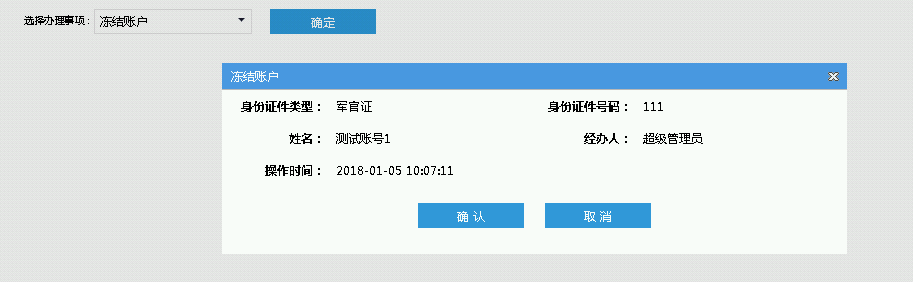 选择办理事项： 冻结账户 确定
冻结账户
身份证件类型： 军官证 身份证件号码： 111
姓名： 测试账号1 经办人： 超级管理员
操作时间： 2018-01-05 10:07:11
确 认 取 消